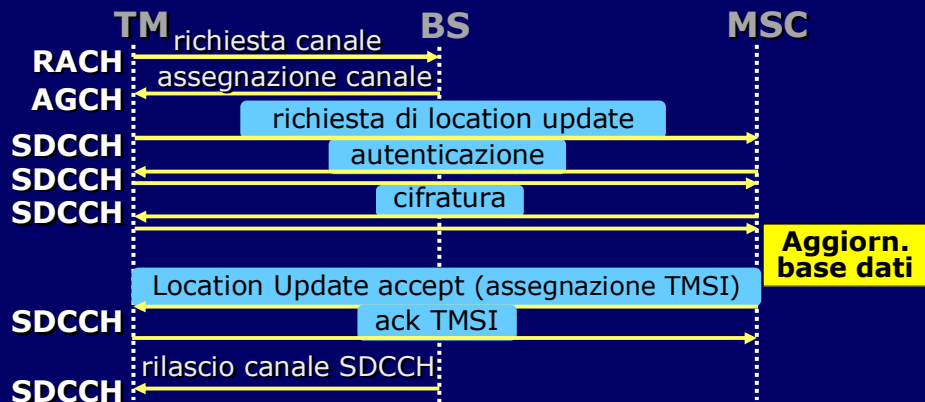 TM BS MSC
richiesta canale
RACH
assegnazione canale
AGCH
richiesta di location update
SDCCH
autenticazione
SDCCH
cifratura
SDCCH
Aggiorn.
base dati
Location Update accept (assegnazione TMSI)
SDCCH
ack TMSI
rilascio canale SDCCH
SDCCH